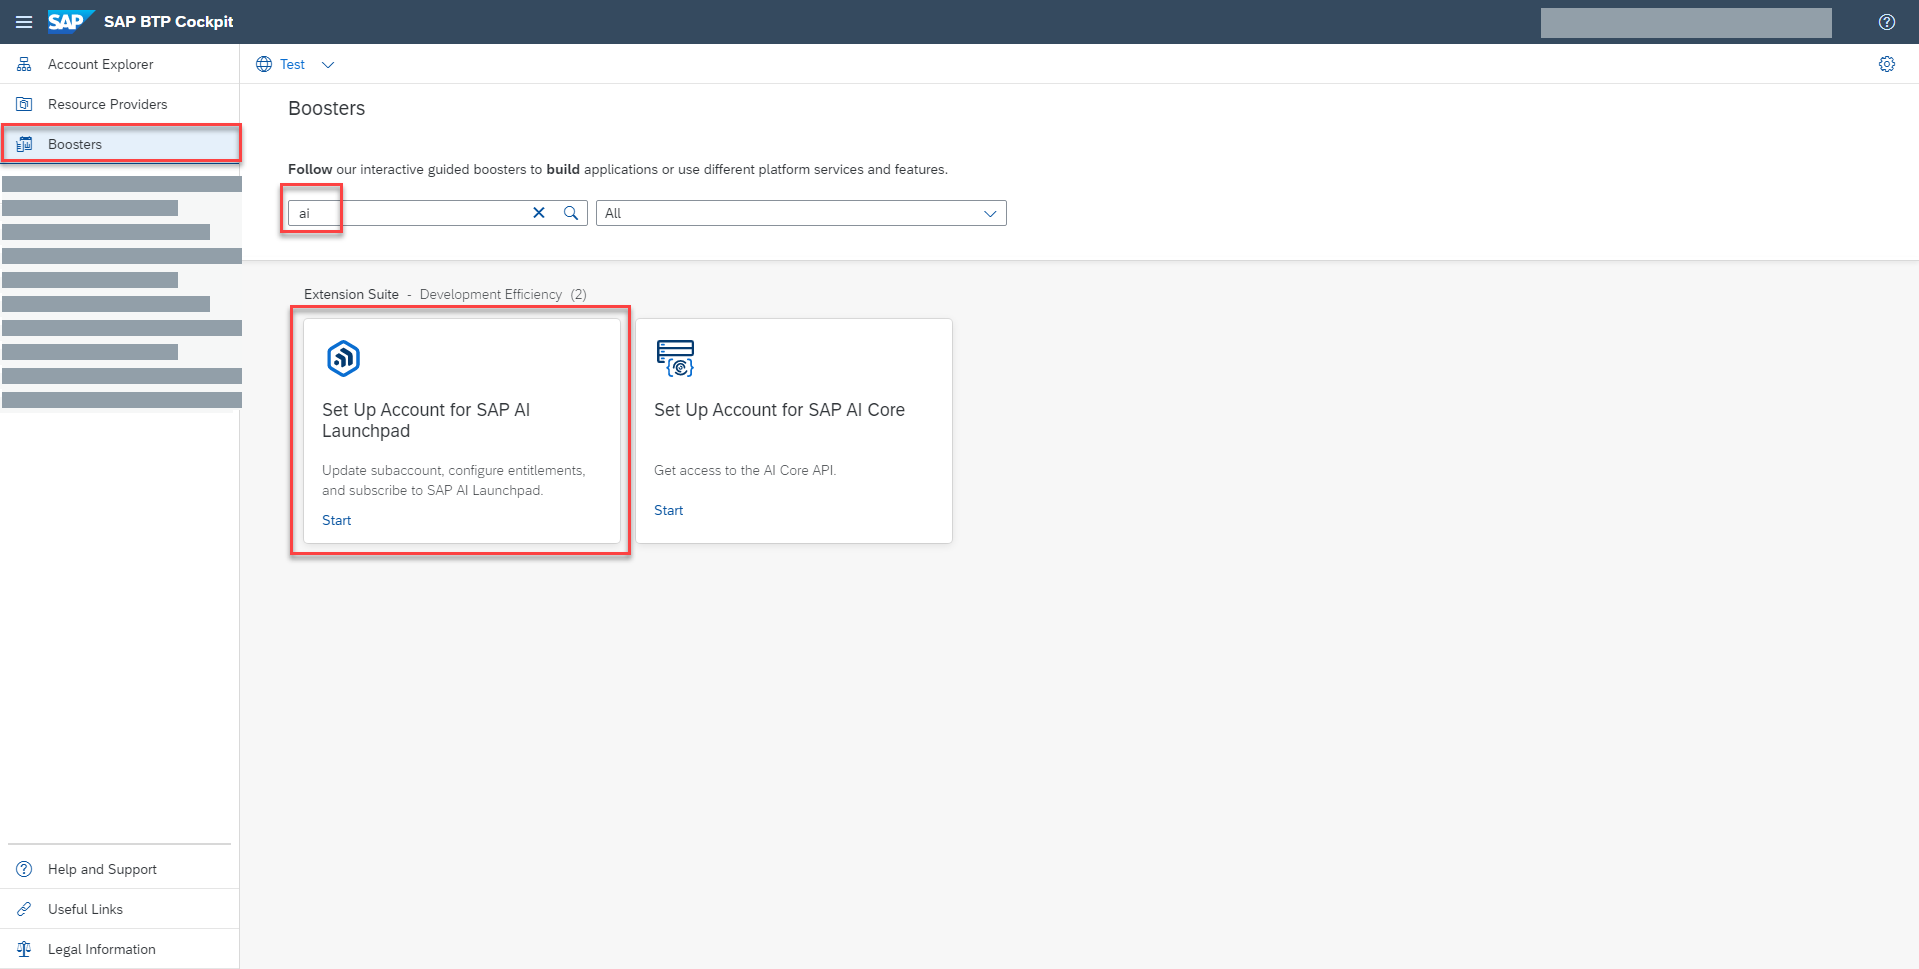 SAP SAP BTP Cockpit
Account Explorer
Test
Resource Providers
Boosters
Boosters
Follow our interactive guided boosters to build applications or use different platform services and features.
ai
All
Extension Suite - Development Efficiency (2)
Set Up Account for SAP AI
Launchpad
Update subaccount, configure entitlements,
and subscribe to SAP AI Launchpad.
Start
Set Up Account for SAP AI Core
Get access to the AI Core API.
Start
Help and Support
Useful Links
Legal Information